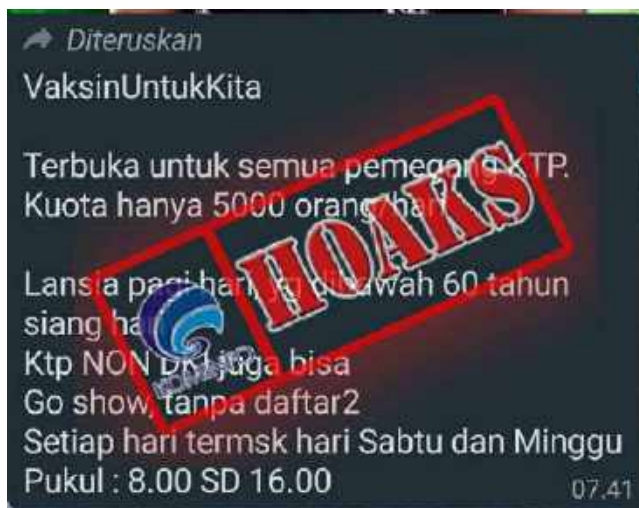 Diteruskan
VaksinUntukKita
Terbuka untuk semua pemegang KTP.
Kuota hanya 5000 orang/hari
HOAKS
Lansia pagi hari, yg dibawah 60 tahun
siang hari
KOMINFO
Ktp NON DKI juga bisa
Go show, tanpa daftar2
Setiap hari termsk hari Sabtu dan Minggu
Pukul : 8.00 SD 16.00
07.41